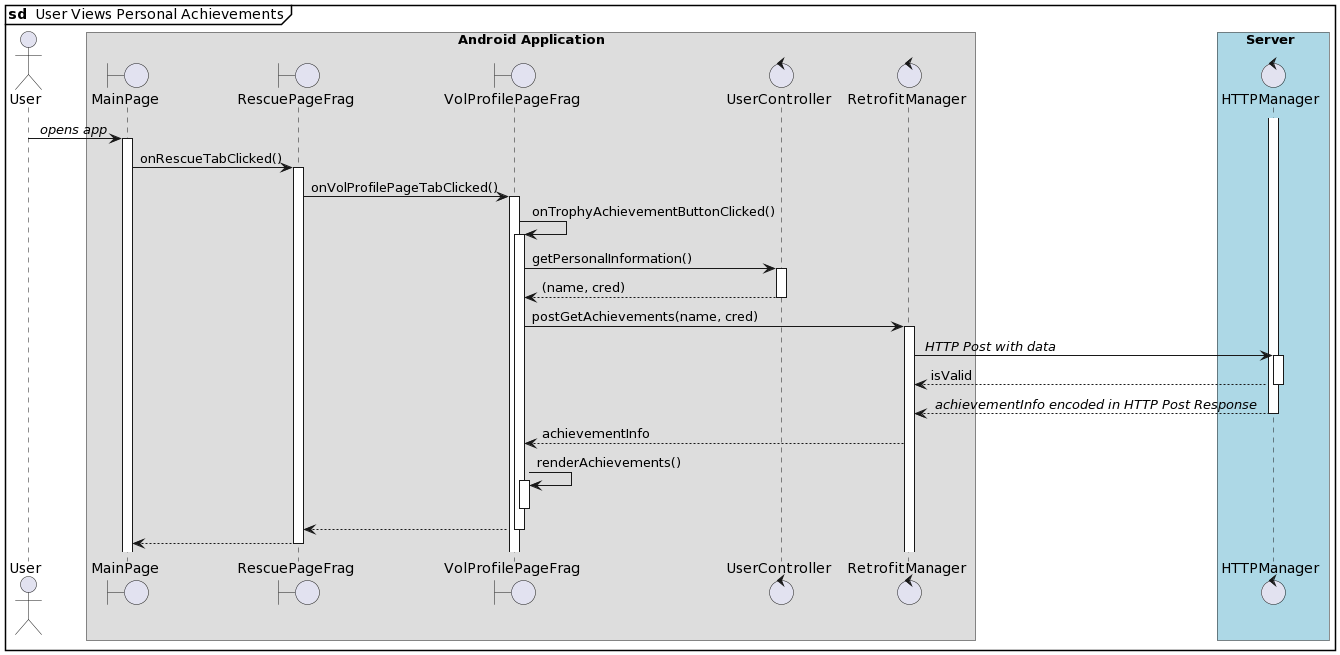 sd User Views Personal Achievements
Android Application
Server
User
MainPage
RescuePageFrag
VolProfilePageFrag
UserController
RetrofitManager
HTTPManager
opens app
onRescueTabClicked()
onVolProfilePageTabClicked()
onTrophyAchievementButtonClicked()
getPersonalInformation()
(name, cred)
postGetAchievements(name, cred)
HTTP Post with data
isValid
achievementInfo encoded in HTTP Post Response
achievementInfo
renderAchievements()
User
MainPage
RescuePageFrag
VolProfilePageFrag
UserController
RetrofitManager
HTTPManager